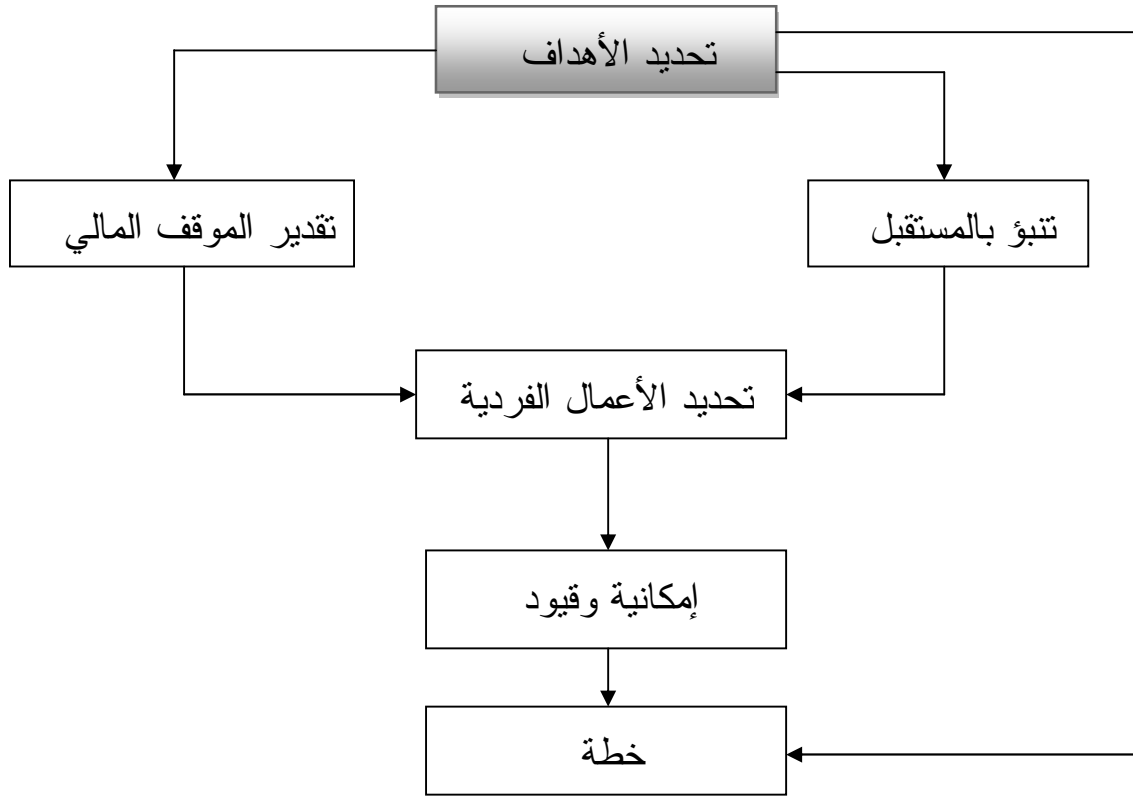 تحديد الأهداف
تنبؤ بالمستقبل
تقدير الموقف المالي
تحديد الأعمال الفردية
إمكانية وقيود
خطة